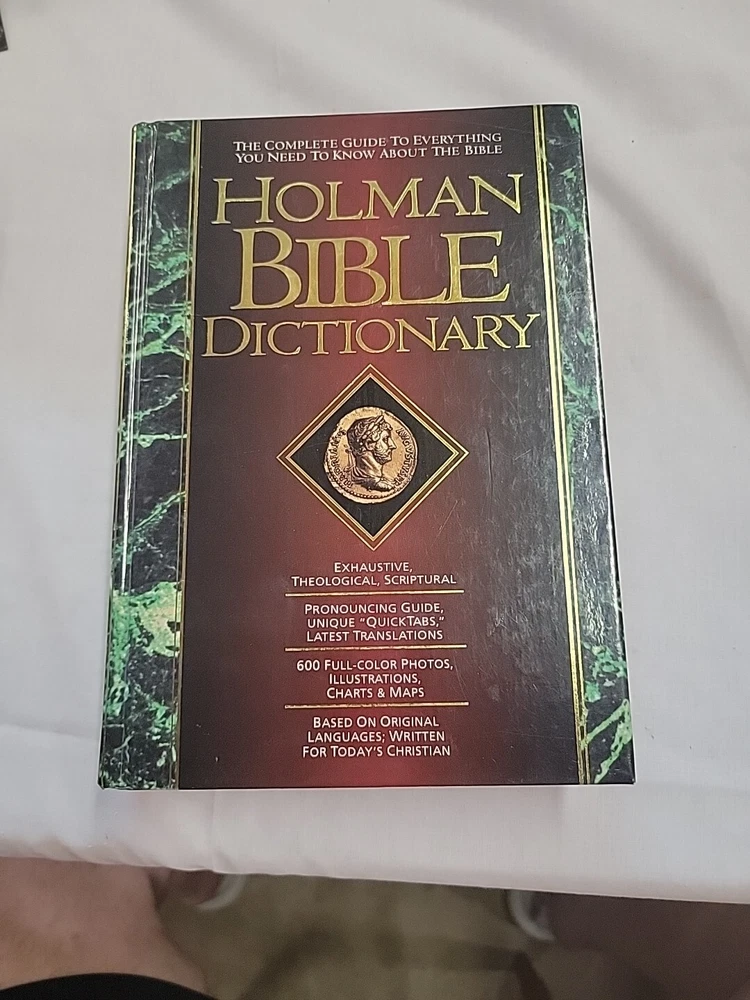 THE COMPLETE GUIDE TO EVERYTHING
YOU NEED TO KNOW ABOUT THE BIBLE
HOLMAN
BIBLE
DICTIONARY
EXHAUSTIVE,
THEOLOGICAL, SCRIPTURAL
PRONOUNCING GUIDE,
UNIQUE "QUICKTABS,"
LATEST TRANSLATIONS
600 FULL-COLOR PHOTOS,
ILLUSTRATIONS,
CHARTS & MAPS
BASED ON ORIGINAL
LANGUAGES; WRITTEN
FOR TODAY'S CHRISTIAN